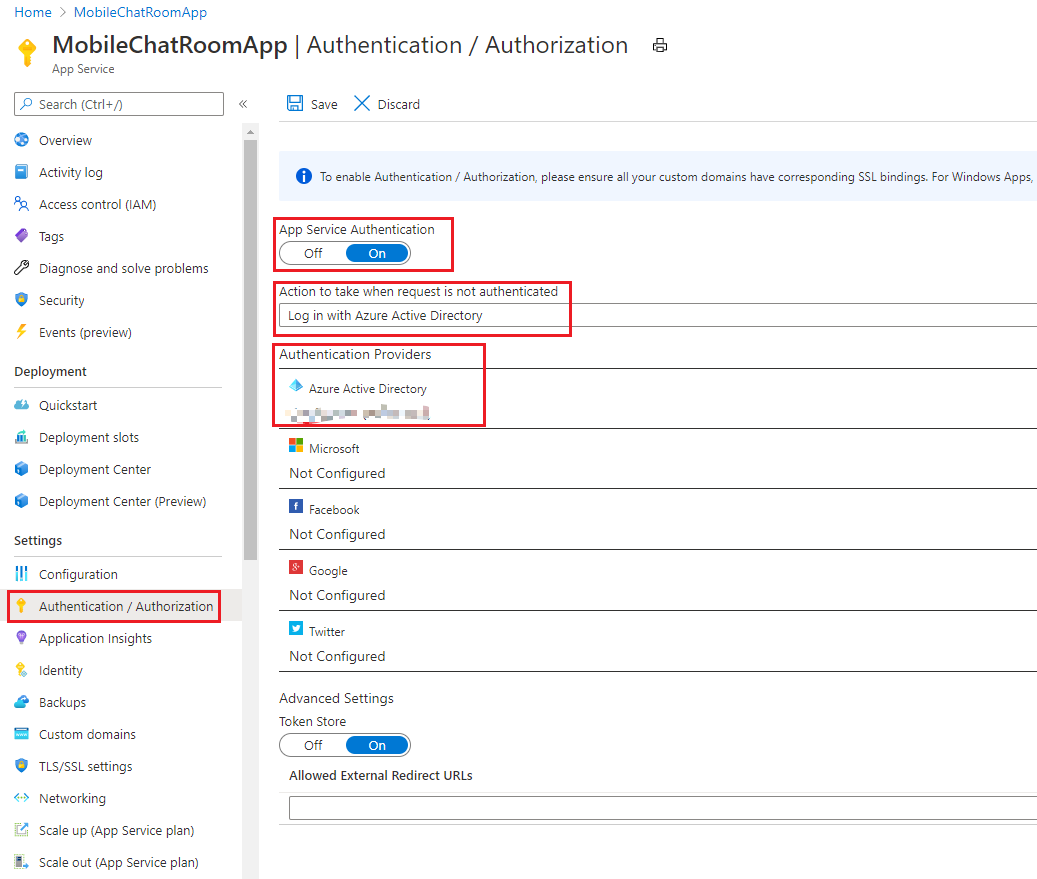 Home > MobileChatRoomApp
MobileChatRoomApp | Authentication / Authorization
App Service
Search (Ctrl+/)
«
Overview
Activity log
Access control (IAM)
Tags
Diagnose and solve problems
Security
Events (preview)
Deployment
Quickstart
Deployment slots
Deployment Center
Deployment Center (Preview)
Settings
Configuration
Authentication / Authorization
Application Insights
Identity
Backups
Custom domains
TLS/SSL settings
Networking
Scale up (App Service plan)
Scale out (App Service plan)
Save Discard
To enable Authentication / Authorization, please ensure all your custom domains have corresponding SSL bindings. For Windows Apps,
App Service Authentication
Off On
Action to take when request is not authenticated
Log in with Azure Active Directory
Authentication Providers
Azure Active Directory
Microsoft
Not Configured
Facebook
Not Configured
Google
Not Configured
Twitter
Not Configured
Advanced Settings
Token Store
Off On
Allowed External Redirect URLs